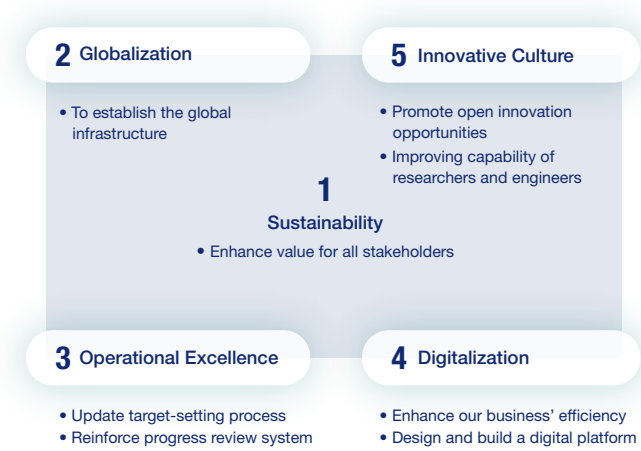 2 Globalization
• To establish the global
infrastructure
5 Innovative Culture
• Promote open innovation
opportunities
• Improving capability of
researchers and engineers
1
Sustainability
• Enhance value for all stakeholders
3 Operational Excellence
• Update target-setting process
• Reinforce progress review system
4 Digitalization
• Enhance our business’ efficiency
• Design and build a digital platform